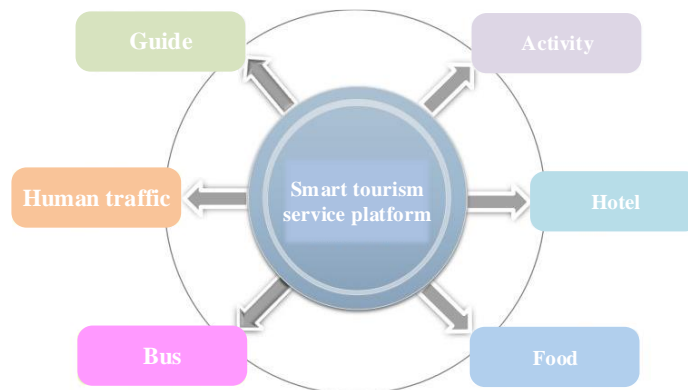 Guide
Activity
Human traffic
Smart tourism
service platform
Hotel
Bus
Food